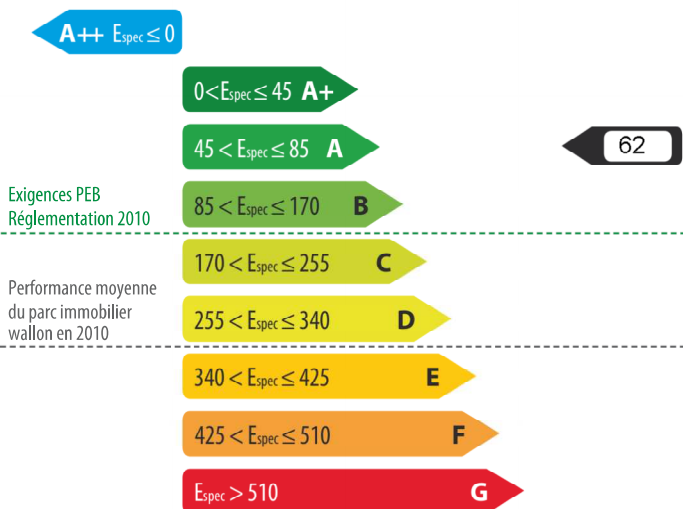 A++ Espec ≤ 0
0<Espec ≤ 45 A+
45 < Espec ≤ 85 A
62
85 < Espec ≤ 170 B
Exigences PEB
Réglementation 2010
170 < Espec ≤ 255 C
Performance moyenne
du parc immobilier
wallon en 2010
255 < Espec ≤ 340 D
340 < Espec ≤ 425 E
425 < Espec ≤ 510 F
Espec > 510 G